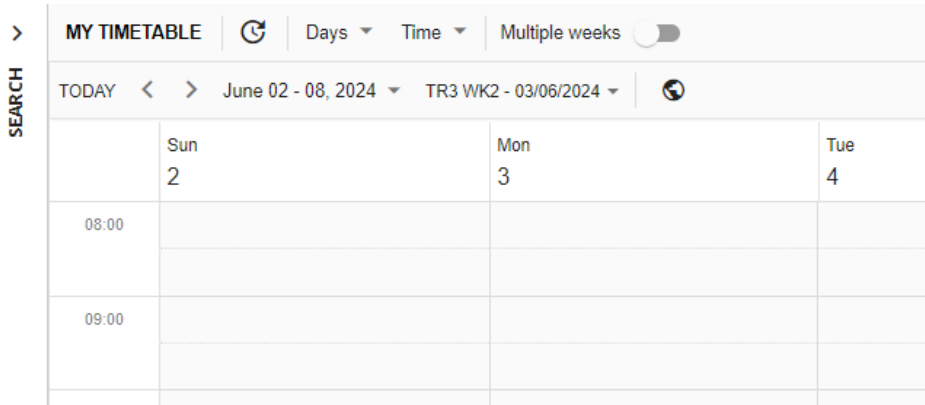 SEARCH
MY TIMETABLE Days Time Multiple weeks
TODAY June 02 - 08, 2024 TR3 WK2 - 03/06/2024
Sun Mon Tue
2 3 4
08:00
09:00